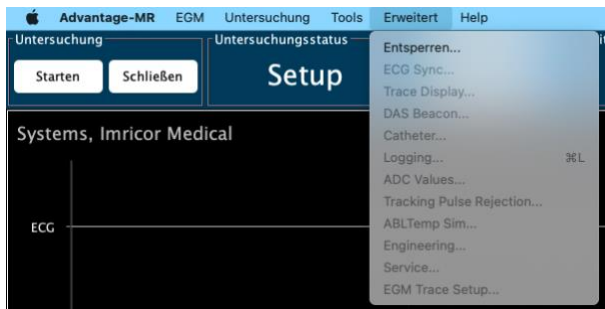 Advantage-MR EGM Untersuchung Tools Erweitert Help
Untersuchung
Starten Schließen
Untersuchungsstatus
Setup
Entsperren...
ECG Sync...
Trace Display...
DAS Beacon...
Catheter...
Logging... ⌘L
ADC Values...
Tracking Pulse Rejection...
ABLTemp Sim...
Engineering...
Service...
EGM Trace Setup...
Systems, Imricor Medical
ECG